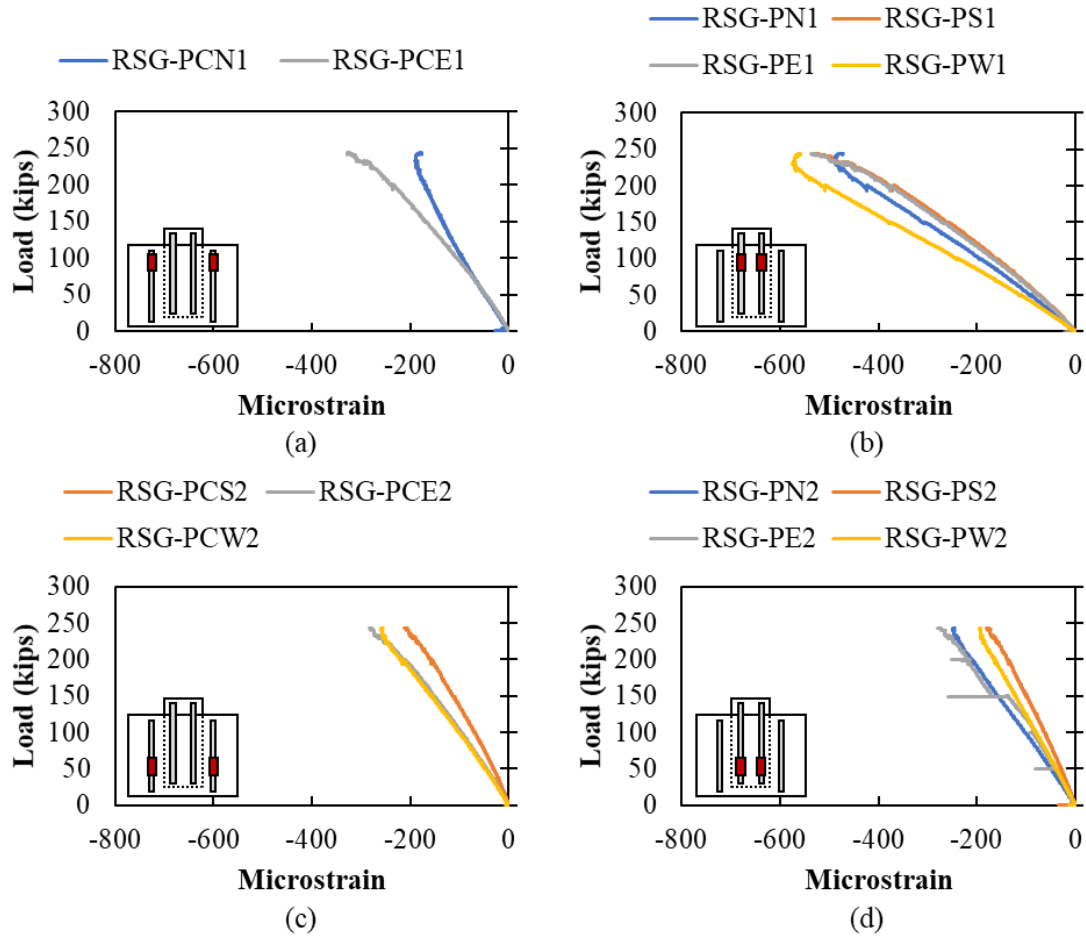 RSG-PCN1 RSG-PCE1
Load (kips)
300
250
200
150
100
50
0
-800 -600 -400 -200 0
Microstrain
(a)
RSG-PN1 RSG-PS1
RSG-PE1 RSG-PW1
Load (kips)
300
250
200
150
100
50
0
-800 -600 -400 -200 0
Microstrain
(b)
RSG-PCS2 RSG-PCE2
RSG-PCW2
Load (kips)
300
250
200
150
100
50
0
-800 -600 -400 -200 0
Microstrain
(c)
RSG-PN2 RSG-PS2
RSG-PE2 RSG-PW2
Load (kips)
300
250
200
150
100
50
0
-800 -600 -400 -200 0
Microstrain
(d)